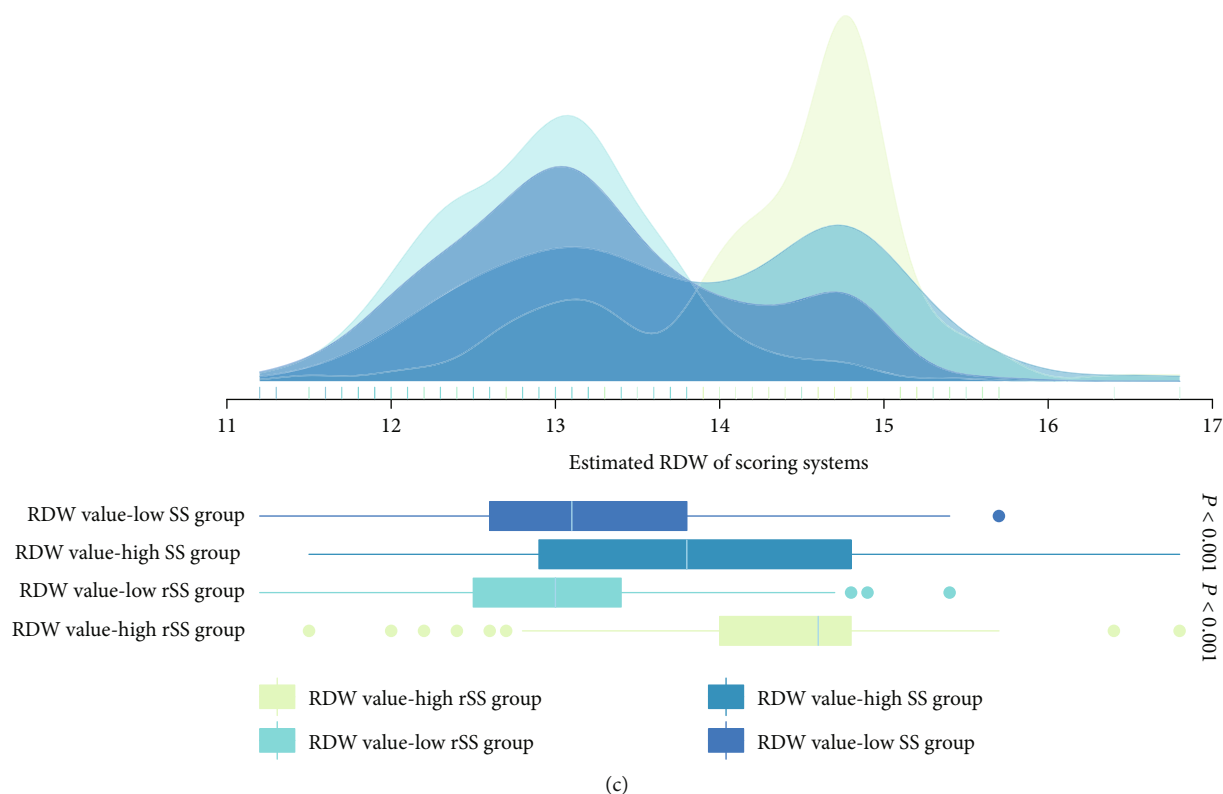 11 12 13 14 15 16 17
Estimated RDW of scoring systems
RDW value-low SS group
RDW value-high SS group
RDW value-low rSS group
RDW value-high rSS group
P < 0.001
P < 0.001
RDW value-high rSS group
RDW value-high SS group
RDW value-low rSS group
RDW value-low SS group
(c)